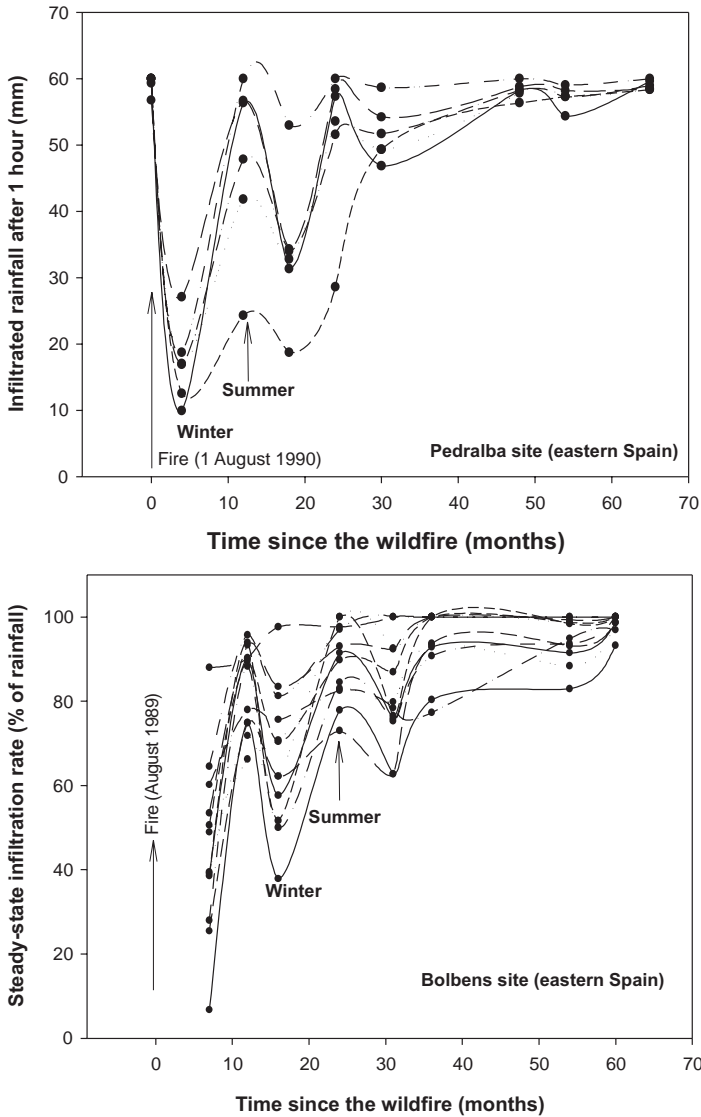 70
60
50
40
30
20
10
0
Infiltrated rainfall after 1 hour (mm)
Summer
Winter
Fire (1 August 1990)
Pedralba site (eastern Spain)
0 10 20 30 40 50 60 70
Time since the wildfire (months)
100
80
60
40
20
0
Steady-state infiltration rate (% of rainfall)
Fire (August 1989)
Summer
Winter
Bolbens site (eastern Spain)
0 10 20 30 40 50 60 70
Time since the wildfire (months)